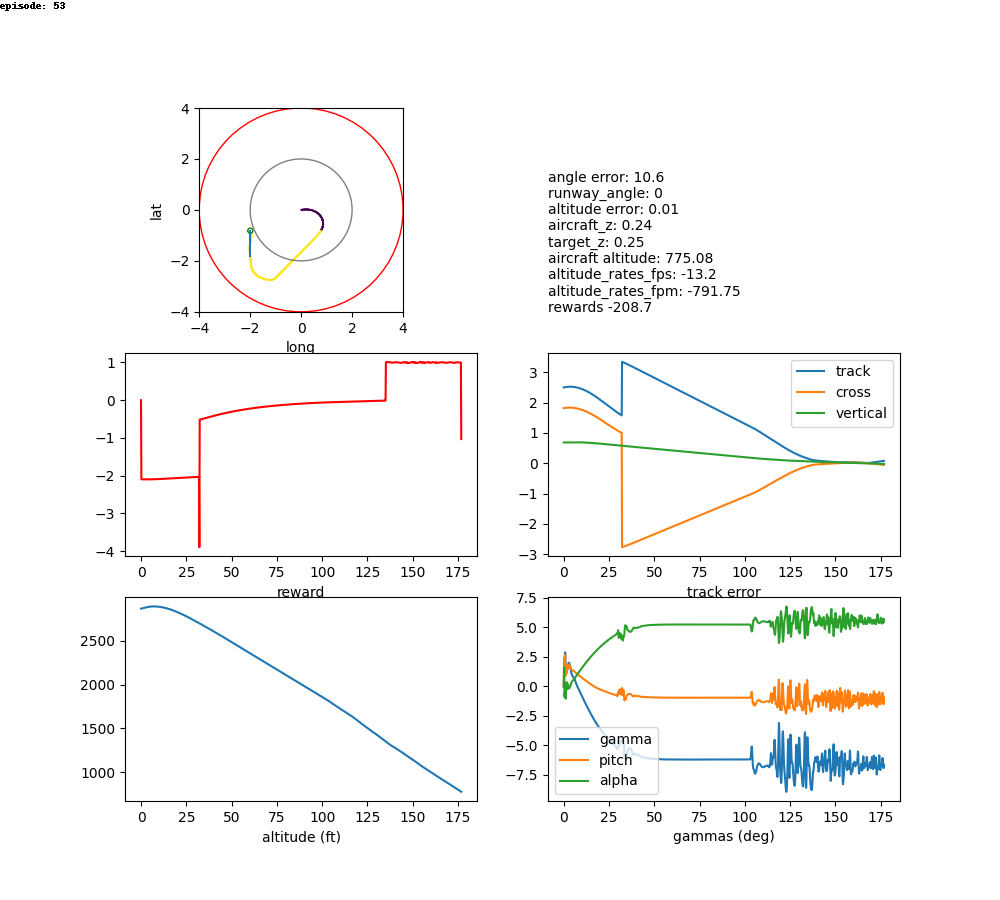 episode: 53
4
2
0
−2
−4
lat
−4 −2 0 2 4
long
angle error: 10.6
runway_angle: 0
altitude error: 0.01
aircraft_z: 0.24
target_z: 0.25
aircraft altitude: 775.08
altitude_rates_fps: -13.2
altitude_rates_fpm: -791.75
rewards -208.7
1
0
−1
−2
−3
−4
0 25 50 75 100 125 150 175
reward
3
2
1
0
−1
−2
−3
track
cross
vertical
0 25 50 75 100 125 150 175
track error
2500
2000
1500
1000
0 25 50 75 100 125 150 175
altitude (ft)
7.5
5.0
2.5
0.0
−2.5
−5.0
−7.5
gamma
pitch
alpha
0 25 50 75 100 125 150 175
gammas (deg)